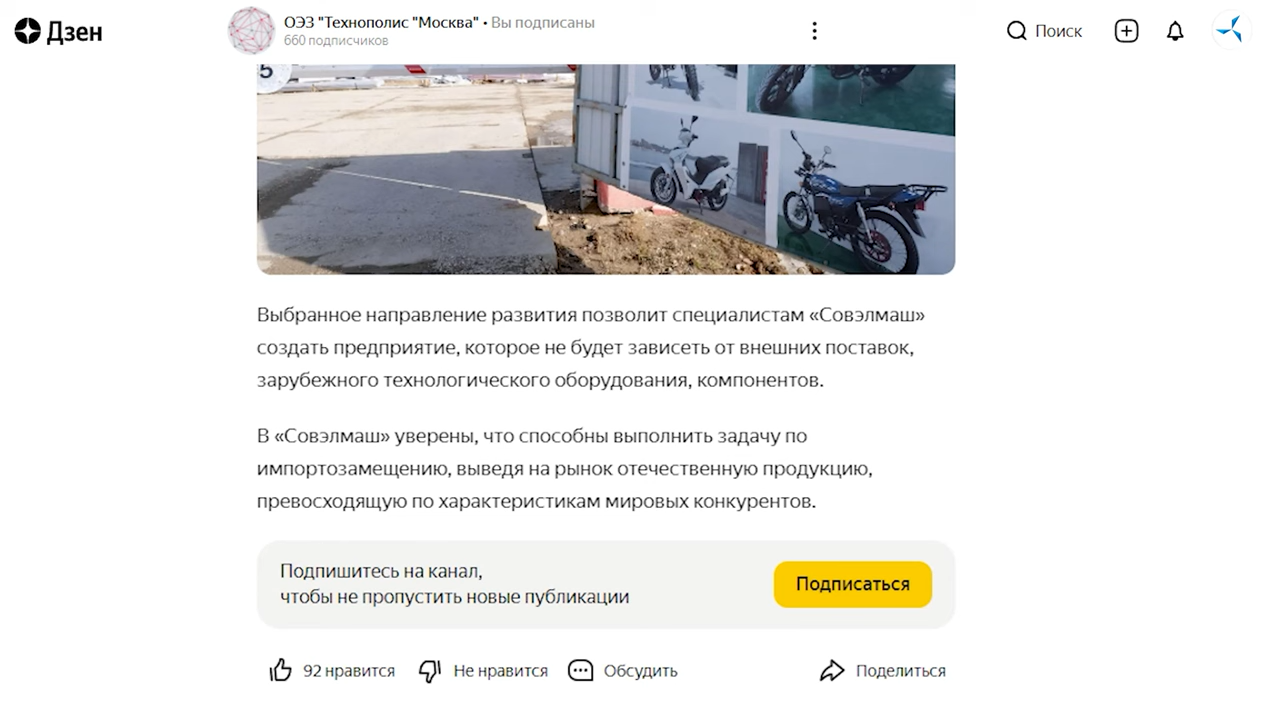 Дзен
ОЭЗ "Технополис "Москва" • Вы подписаны
660 подписчиков
Поиск
5
Выбранное направление развития позволит специалистам «Совэлмаш»
создать предприятие, которое не будет зависеть от внешних поставок,
зарубежного технологического оборудования, компонентов.
В «Совэлмаш» уверены, что способны выполнить задачу по
импортозамещению, выведя на рынок отечественную продукцию,
превосходящую по характеристикам мировых конкурентов.
Подпишитесь на канал,
чтобы не пропустить новые публикации
Подписаться
92 нравится
Не нравится
Обсудить
Поделиться